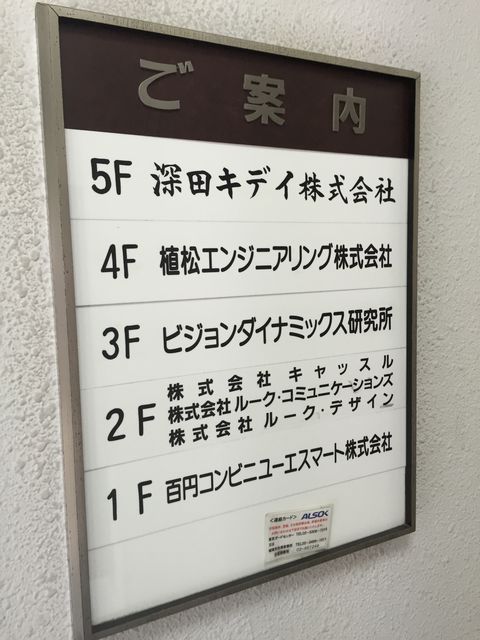 ご案内
5F 深田キデイ株式会社
4F 植松エンジニアリング株式会社
3F ビジョンダイナミックス研究所
2F 株式会社キャッスル
株式会社ルーク・コミュニケーションズ
株式会社ルーク・デザイン
1F 百円コンビニユーエスマート株式会社
<連絡カード> ALSOK